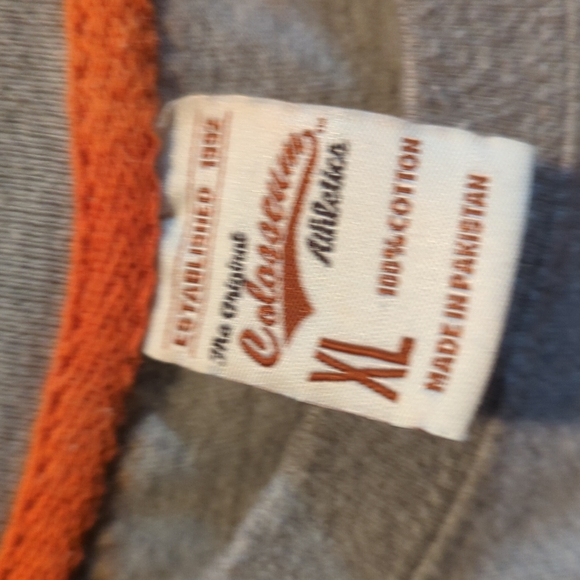 ESTABLISHED 1992
The Original
Colosseum
Athletics
XL
100% COTTON
MADE IN PAKISTAN